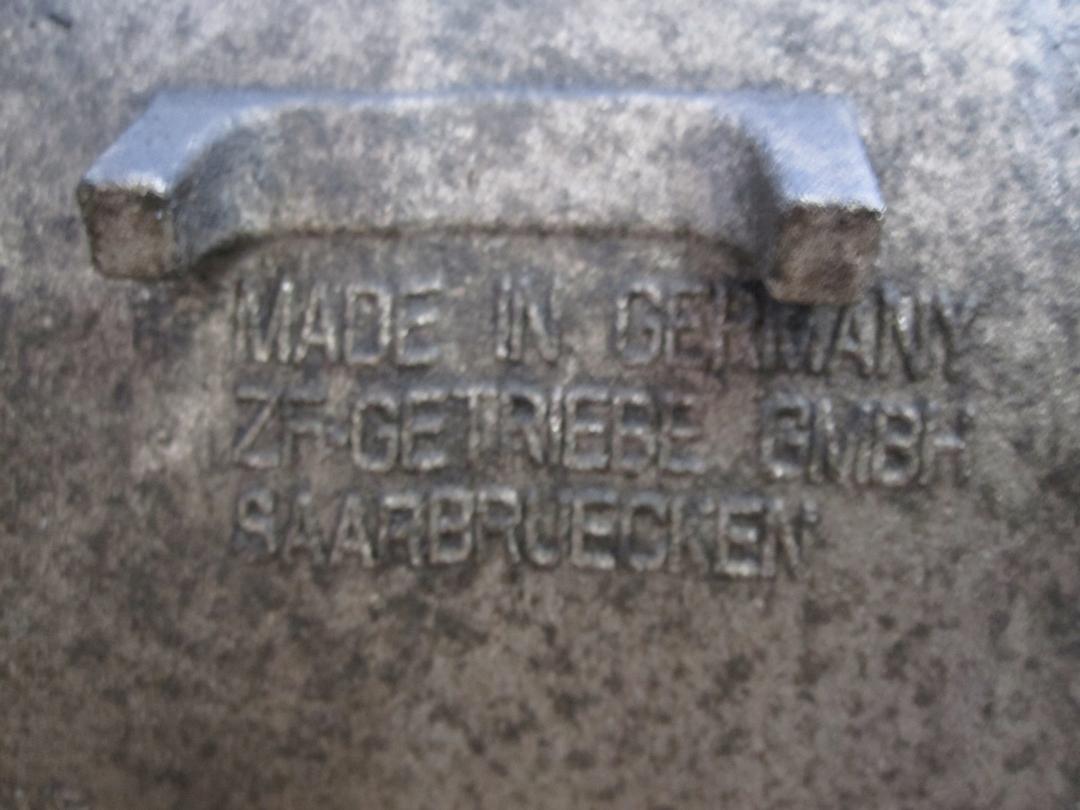 MADE IN GERMANY
ZF-GETRIEBE GMBH
SAARBRUECKEN